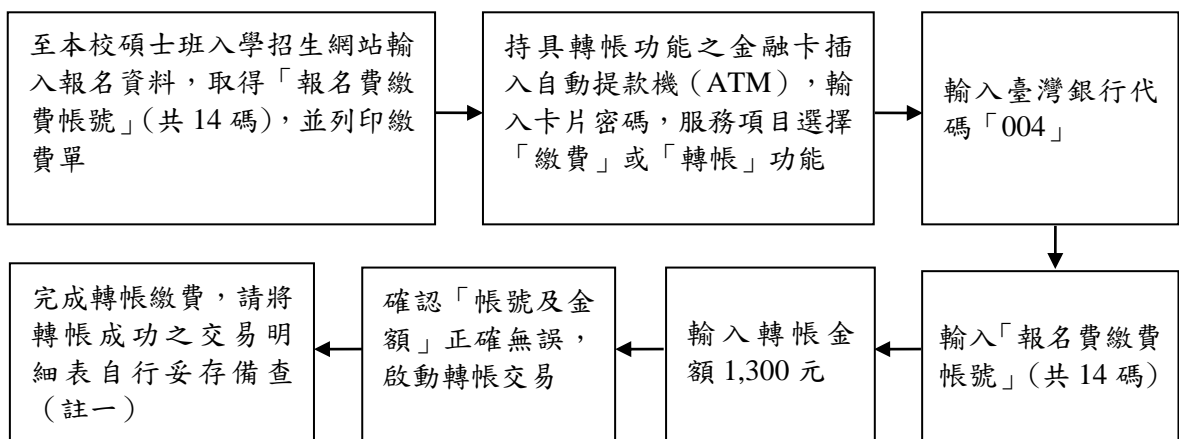 至本校碩士班入學招生網站輸
入報名資料，取得「報名費繳
費帳號」（共 14 碼），並列印繳
費單
持具轉帳功能之金融卡插
入自動提款機（ATM），輸
入卡片密碼，服務項目選擇
「繳費」或「轉帳」功能
輸入臺灣銀行代
碼「004」
輸入「報名費繳費
帳號」（共 14 碼）
輸入轉帳金
額 1,300 元
確認「帳號及金
額」正確無誤，
啟動轉帳交易
完成轉帳繳費，請將
轉帳成功之交易明
細表自行妥存備查
（註一）